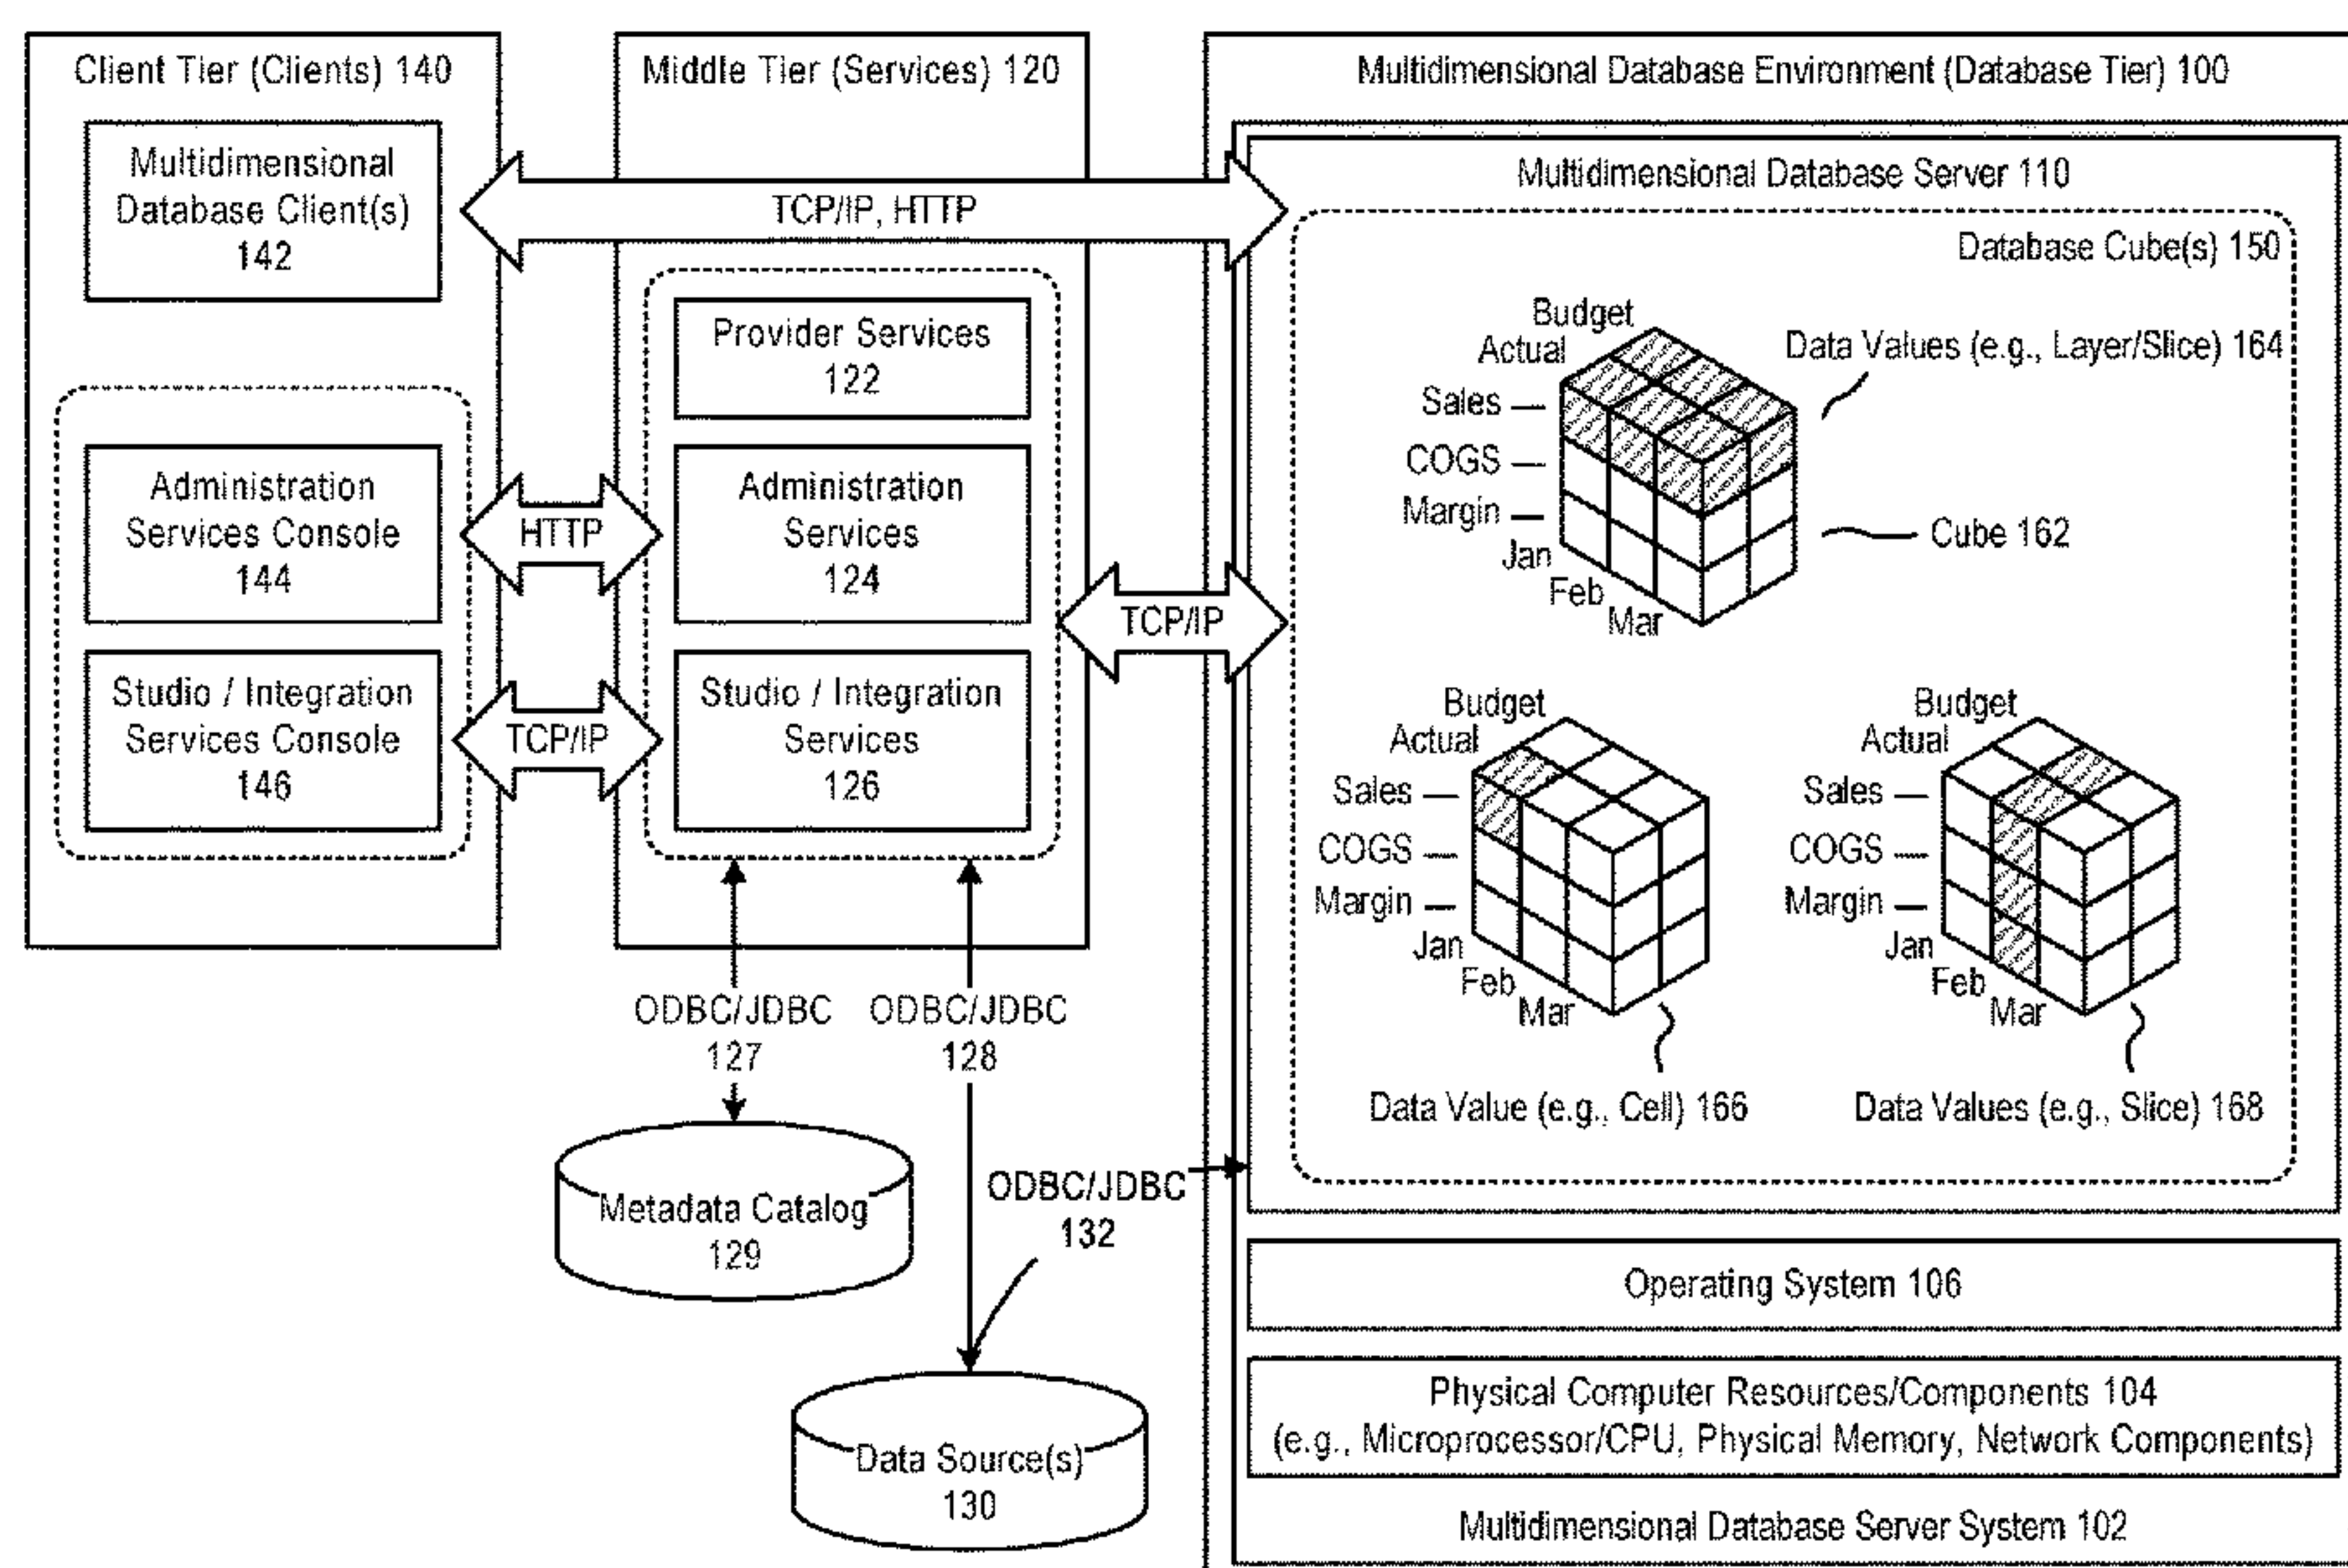 Client Tier (Clients) 140
Multidimensional
Database Client(s)
142
Administration
Services Console
144
Studio / Integration
Services Console
146
Middle Tier (Services) 120
TCP/IP, HTTP
Provider Services
122
HTTP
Administration
Services
124
TCP/IP
Studio / Integration
Services
126
TCP/IP
ODBC/JDBC
127
ODBC/JDBC
128
Metadata Catalog
129
ODBC/JDBC
132
Data Source(s)
130
Multidimensional Database Environment (Database Tier) 100
Multidimensional Database Server 110
Database Cube(s) 150
Budget
Actual
Sales
COGS
Margin
Jan
Feb
Mar
Data Values (e.g., Layer/Slice) 164
Cube 162
Budget
Actual
Sales
COGS
Margin
Jan
Feb
Mar
Data Value (e.g., Cell) 166
Budget
Actual
Sales
COGS
Margin
Jan
Feb
Mar
Data Values (e.g., Slice) 168
Operating System 106
Physical Computer Resources/Components 104
(e.g., Microprocessor/CPU, Physical Memory, Network Components)
Multidimensional Database Server System 102